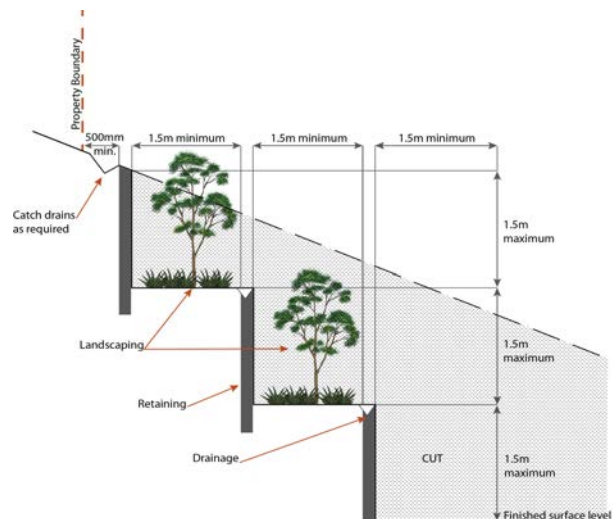 Property Boundary
500mm
min.
1.5m minimum
1.5m minimum
1.5m minimum
Catch drains
as required
1.5m
maximum
Landscaping
1.5m
maximum
Retaining
Drainage
CUT
1.5m
maximum
Finished surface level